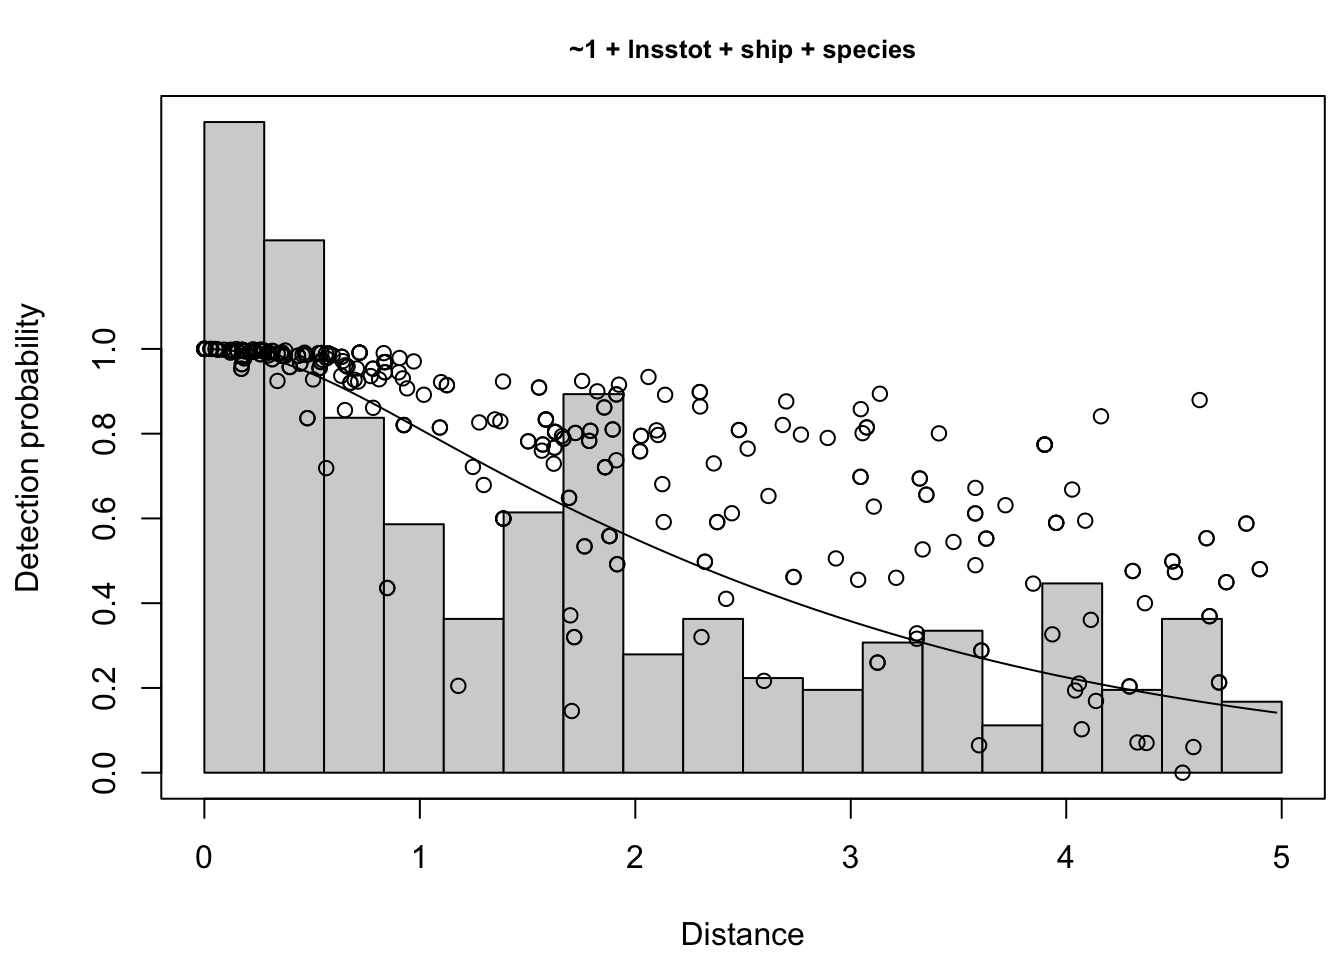 ~1 + lnsstot + ship + species
Detection probability
1.0
0.8
0.6
0.4
0.2
0.0
0 1 2 3 4 5
Distance